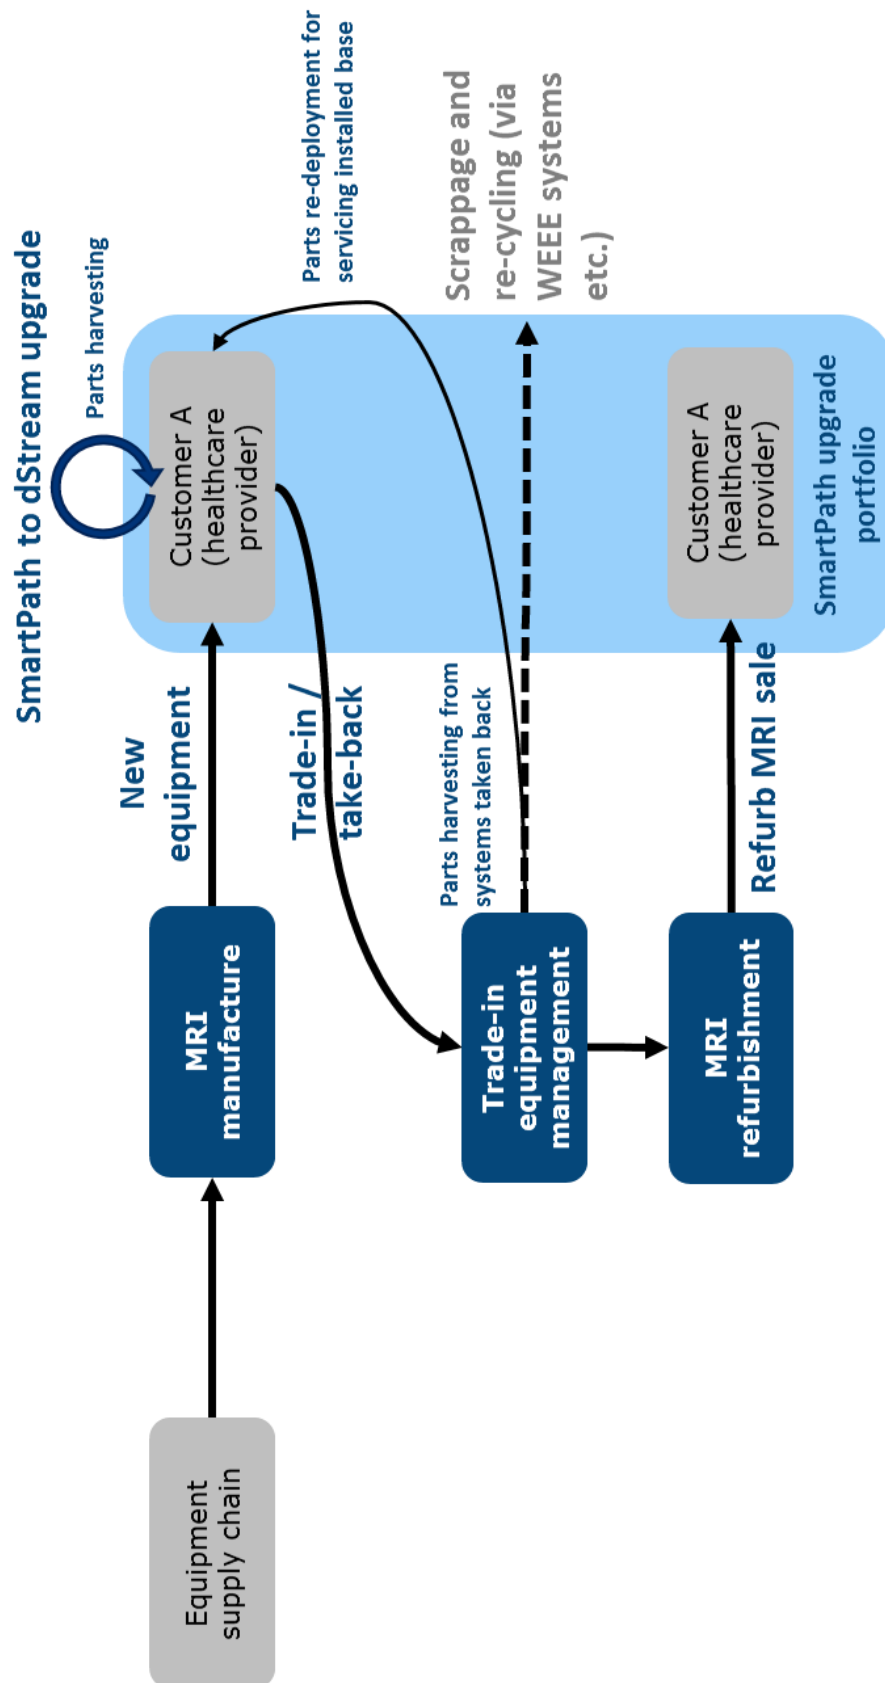 SmartPath to dStream upgrade
Parts harvesting
Equipment
supply chain
MRI
manufacture
New
equipment
Customer A
(healthcare
provider)
Trade-in /
take-back
Parts re-deployment for
servicing installed base
Parts harvesting from
systems taken back
Trade-in
equipment
management
Scrappage and
re-cycling (via
WEEE systems
etc.)
MRI
refurbishment
Refurb MRI sale
Customer A
(healthcare
provider)
SmartPath upgrade
portfolio